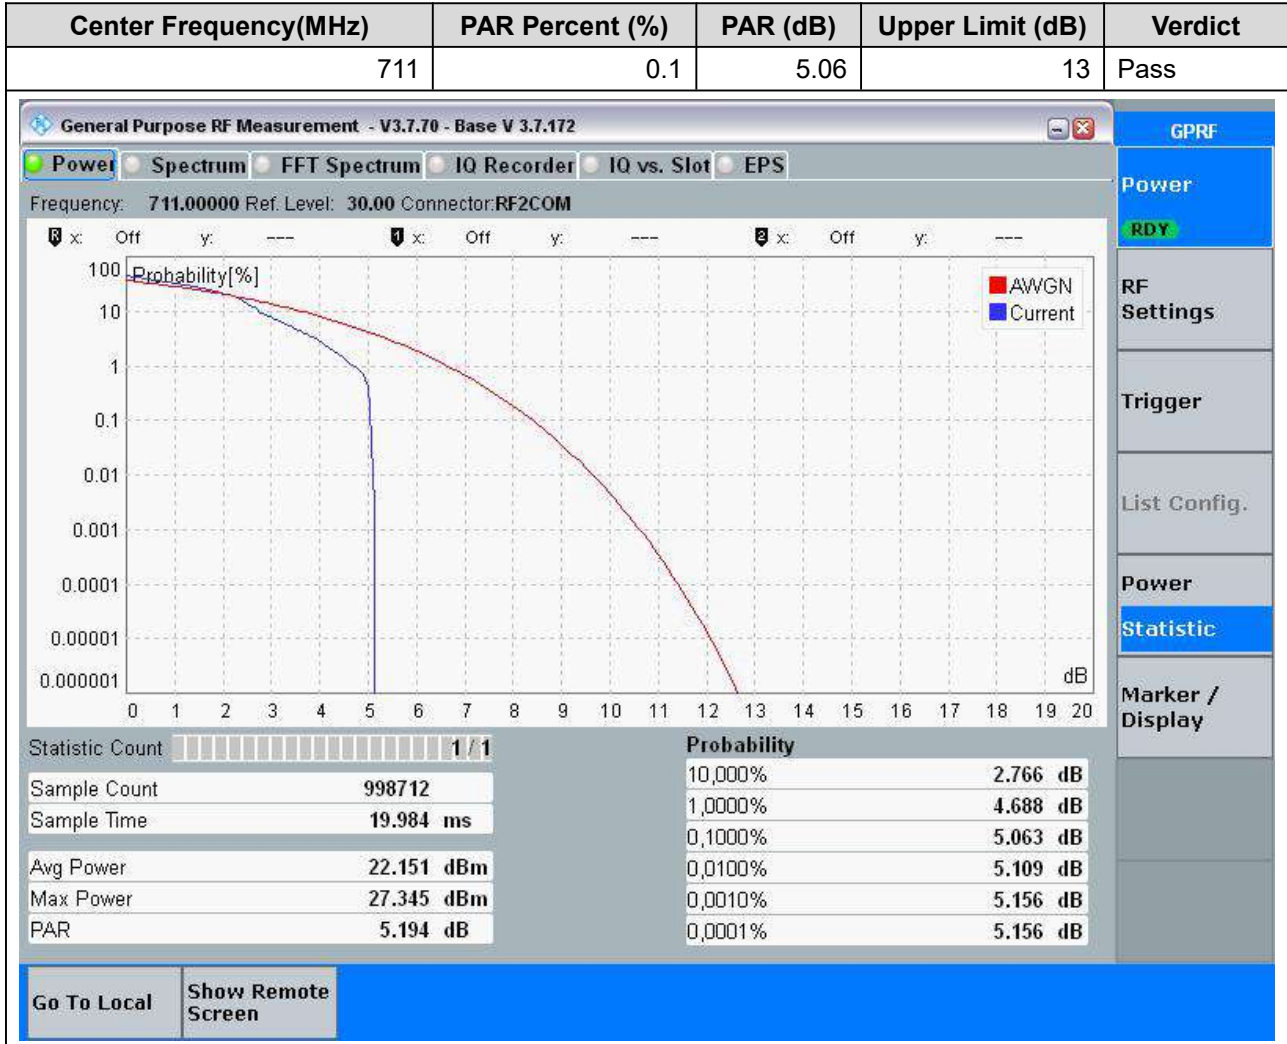 Center Frequency(MHz) PAR Percent (%) PAR (dB) Upper Limit (dB) Verdict
711 0.1 5.06 13 Pass
General Purpose RF Measurement - V3.7.70 - Base V 3.7.172
GPRF
Power Spectrum FFT Spectrum IQ Recorder IQ vs. Slot EPS
Frequency: 711.00000 Ref. Level: 30.00 Connector:RF2COM
R x: Off y: --- 1 x: Off y: --- 2 x: Off y: ---
Probability[%]
AWGN
Current
100
10
1
0.1
0.01
0.001
0.0001
0.00001
0.000001
dB
0 1 2 3 4 5 6 7 8 9 10 11 12 13 14 15 16 17 18 19 20
Statistic Count 1 / 1
Sample Count 998712
Sample Time 19.984 ms
Avg Power 22.151 dBm
Max Power 27.345 dBm
PAR 5.194 dB
Probability
10,000% 2.766 dB
1,0000% 4.688 dB
0,1000% 5.063 dB
0,0100% 5.109 dB
0,0010% 5.156 dB
0,0001% 5.156 dB
Power
RDY
RF
Settings
Trigger
List Config.
Power
Statistic
Marker /
Display
Go To Local
Show Remote
Screen